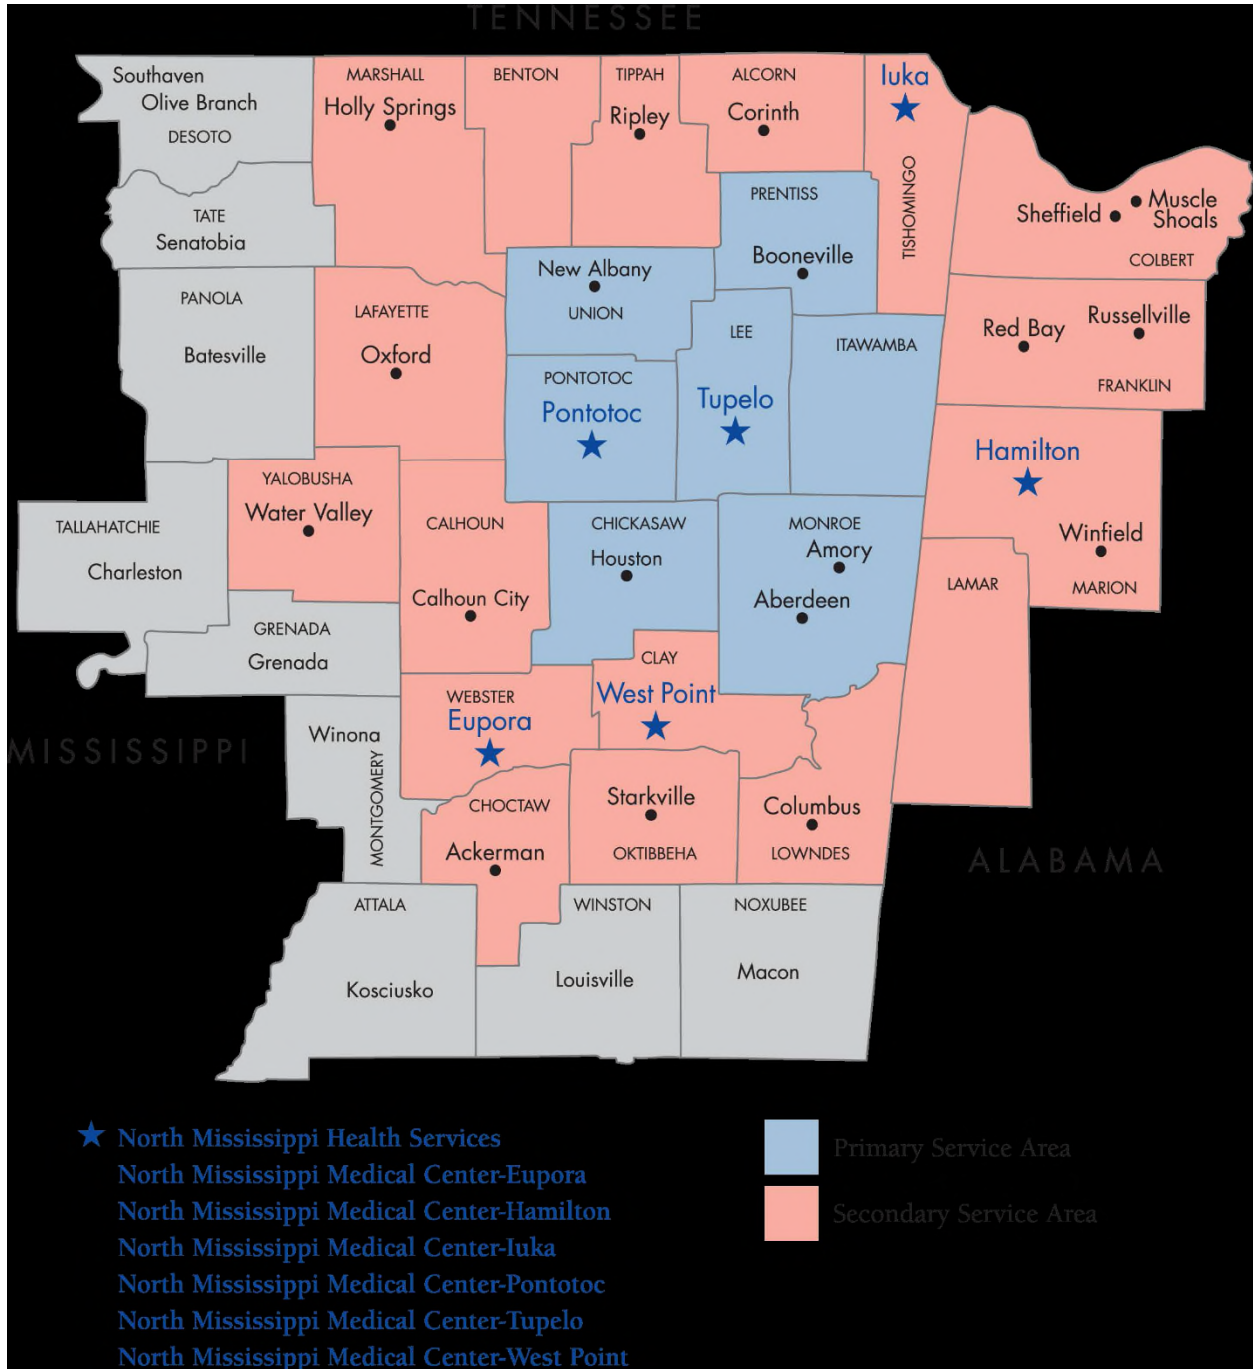 TENNESSEE
Southaven
Olive Branch
DESOTO
MARSHALL
Holly Springs
BENTON
TIPPAH
Ripley
ALCORN
Corinth
Iuka
TISHOMINGO
Sheffield
Muscle
Shoals
COLBERT
TATE
Senatobia
PRENTISS
Booneville
New Albany
UNION
PANOLA
Batesville
LAFAYETTE
Oxford
LEE
Tupelo
ITAWAMBA
Red Bay
Russellville
FRANKLIN
PONTOTOC
Pontotoc
Hamilton
Winfield
MARION
YALOBUSHA
Water Valley
TALLAHATCHIE
Charleston
CALHOUN
Calhoun City
CHICKASAW
Houston
MONROE
Amory
Aberdeen
LAMAR
GRENADA
Grenada
CLAY
West Point
WEBSTER
Eupora
Winona
MONTGOMERY
MISSISSIPPI
CHOCTAW
Ackerman
Starkville
OKTIBBEHA
Columbus
LOWNDES
ALABAMA
ATTALA
Kosciusko
WINSTON
Louisville
NOXUBEE
Macon
North Mississippi Health Services
North Mississippi Medical Center-Eupora
North Mississippi Medical Center-Hamilton
North Mississippi Medical Center-Iuka
North Mississippi Medical Center-Pontotoc
North Mississippi Medical Center-Tupelo
North Mississippi Medical Center-West Point
Primary Service Area
Secondary Service Area